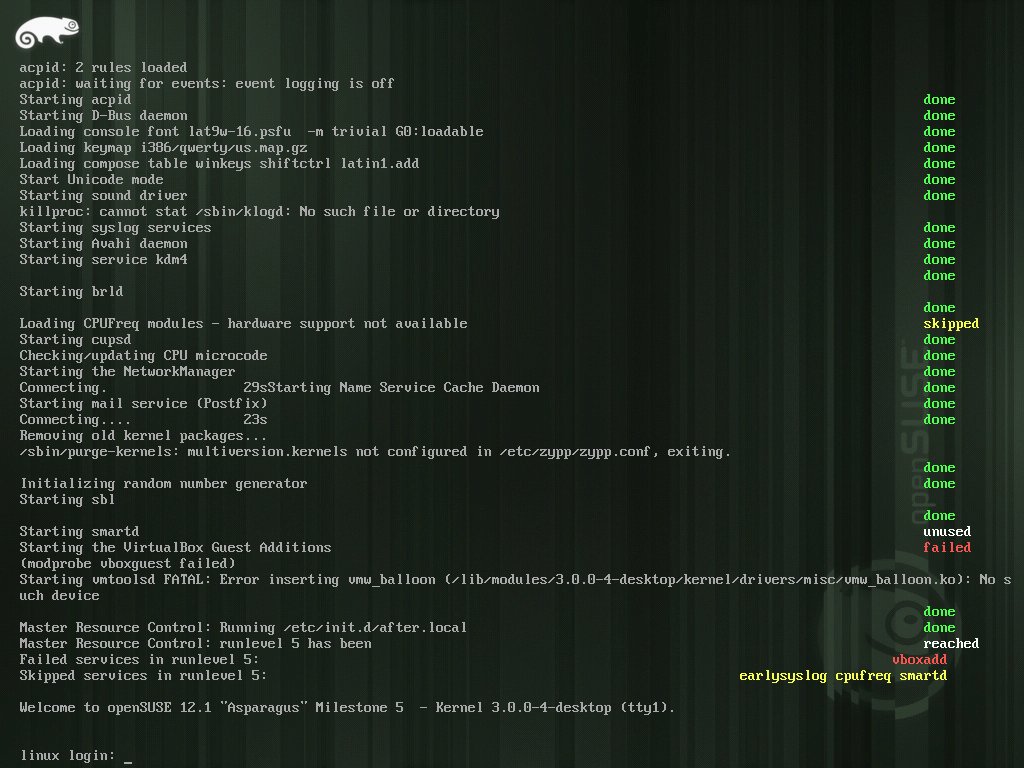 acpid: 2 rules loaded
acpid: waiting for events: event logging is off
Starting acpid done
Starting D-Bus daemon done
Loading console font lat9w-16.psfu  -m trivial G0:loadable done
Loading keymap i386/qwerty/us.map.gz done
Loading compose table winkeys shiftctrl latin1.add done
Start Unicode mode done
Starting sound driver done
killproc: cannot stat /sbin/klogd: No such file or directory
Starting syslog services done
Starting Avahi daemon done
Starting service kdm4 done
done
Starting brld
done
Loading CPUFreq modules - hardware support not available skipped
Starting cupsd done
Checking/updating CPU microcode done
Starting the NetworkManager done
Connecting. 29sStarting Name Service Cache Daemon done
Starting mail service (Postfix) done
Connecting.... 23s done
Removing old kernel packages...
/sbin/purge-kernels: multiversion.kernels not configured in /etc/zypp/zypp.conf, exiting.
done
Initializing random number generator done
Starting sbl
done
Starting smartd unused
Starting the VirtualBox Guest Additions failed
(modprobe vboxguest failed)
Starting vmtoolsd FATAL: Error inserting vmw_balloon (/lib/modules/3.0.0-4-desktop/kernel/drivers/misc/vmw_balloon.ko): No s
uch device
done
Master Resource Control: Running /etc/init.d/after.local done
Master Resource Control: runlevel 5 has been reached
Failed services in runlevel 5: vboxadd
Skipped services in runlevel 5: earlysyslog cpufreq smartd
Welcome to openSUSE 12.1 "Asparagus" Milestone 5  - Kernel 3.0.0-4-desktop (tty1).
linux login: _
openSUSE